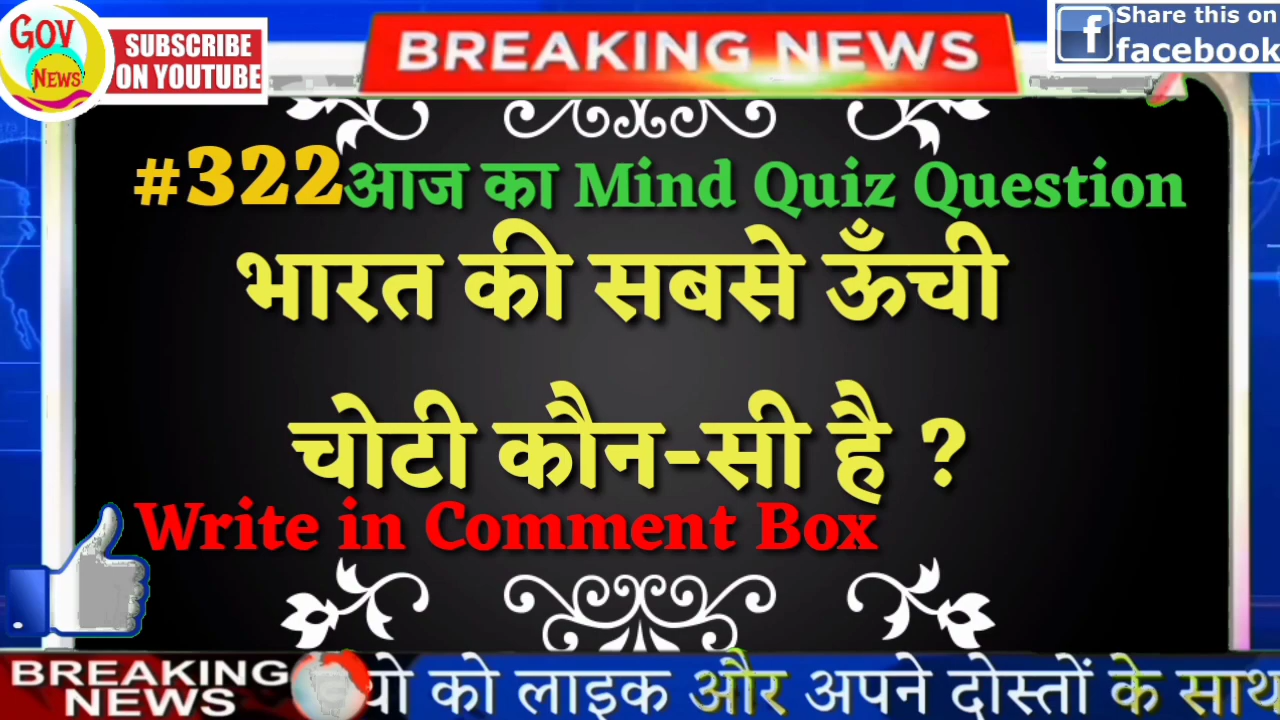 GOV
NEWS
SUBSCRIBE
ON YOUTUBE
BREAKING NEWS
Share this on
facebook
#322आज का Mind Quiz Question
भारत की सबसे ऊँची
चोटी कौन-सी है ?
Write in Comment Box
BREAKING
NEWS
को लाइक और अपने दोस्तों के साथ